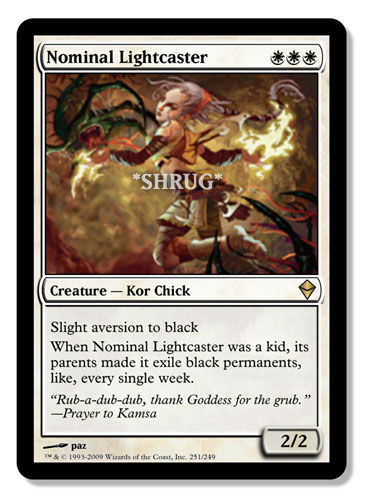 Nominal Lightcaster
*SHRUG*
Creature — Kor Chick
Slight aversion to black
When Nominal Lightcaster was a kid, its
parents made it exile black permanents,
like, every single week.
“Rub-a-dub-dub, thank Goddess for the grub.”
—Prayer to Kamsa
paz
2/2
™ & © 1993-2009 Wizards of the Coast, Inc. 251/249